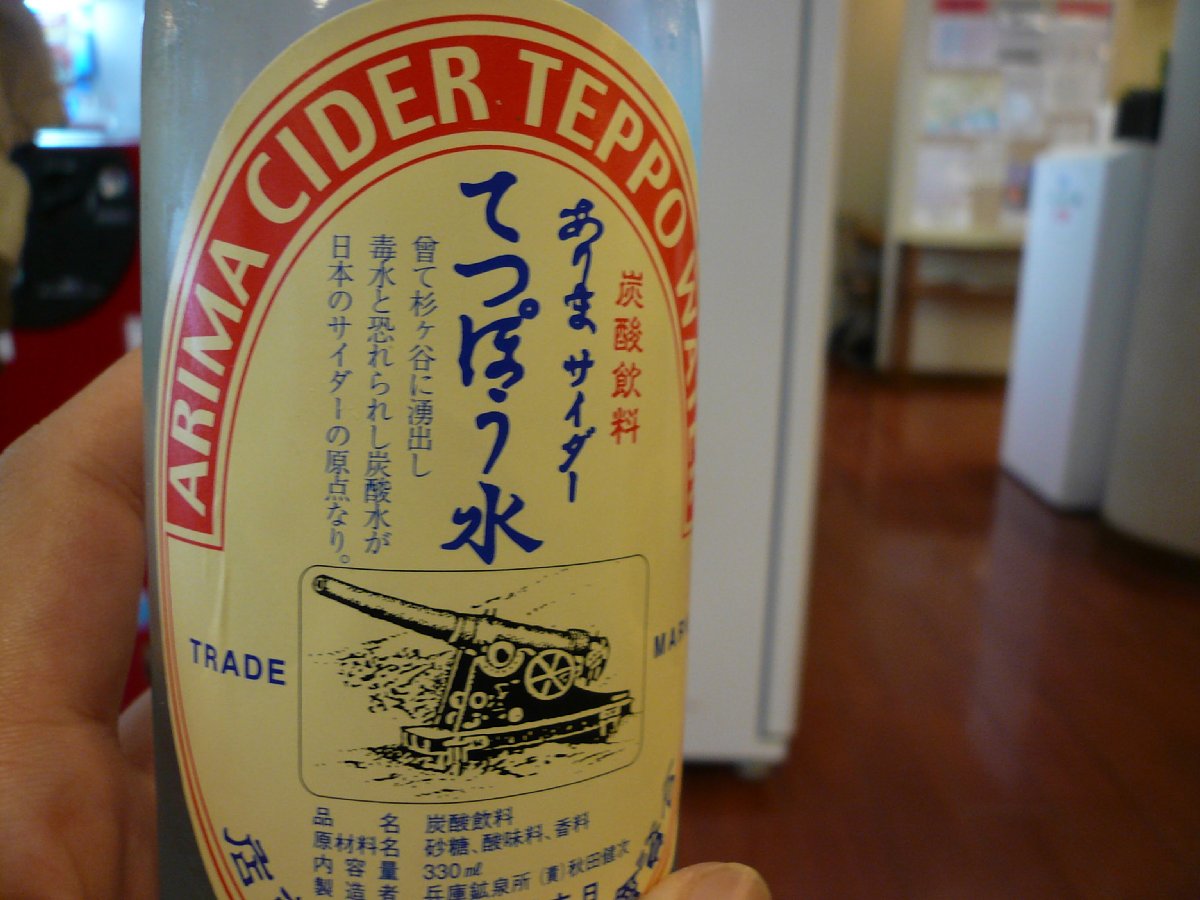 ARIMA CIDER TEPPO WATER
炭酸飲料
ありま サイダー
てっぽう水
曾て杉ヶ谷に湧出し
毒水と恐れられし炭酸水が
日本のサイダーの原点なり。
TRADE MARK
品名 炭酸飲料
原材料名 砂糖、酸味料、香料
内容量 330ml
製造者 兵庫鉱泉所 (責)秋田健次